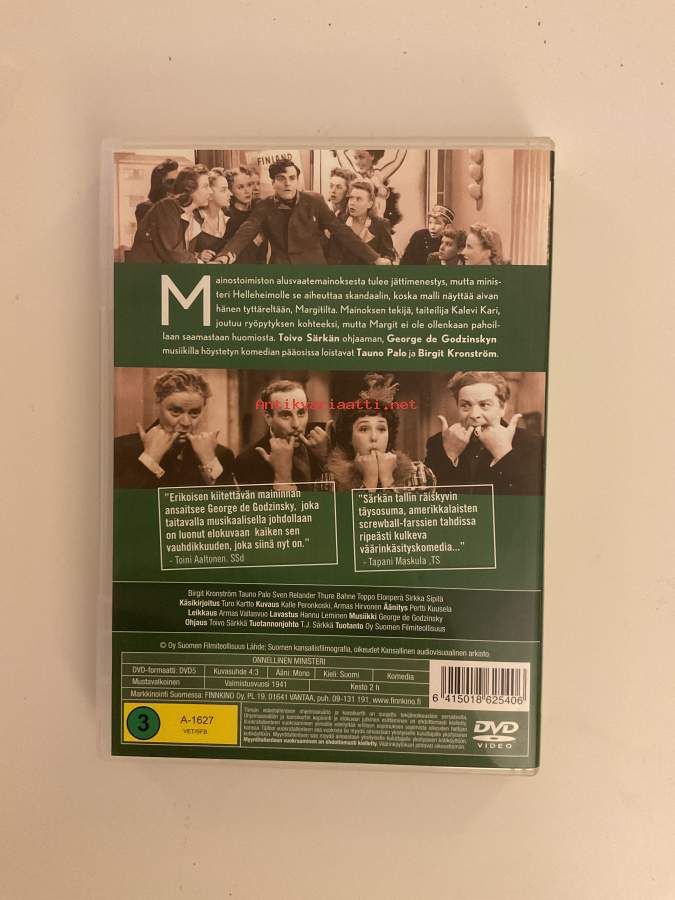 FINLAND
Mainostoimiston alusvaatemainoksesta tulee jättimenestys, mutta minis-
teri Helleheimolle se aiheuttaa skandaalin, koska malli näyttää aivan
hänen tyttäreltään, Margitilta. Mainoksen tekijä, taiteilija Kalevi Kari,
joutuu ryöpytyksen kohteeksi, mutta Margit ei ole ollenkaan pahoil-
laan saamastaan huomiosta. Toivo Särkän ohjaaman, George de Godzinskyn
musiikilla höystetyn komedian pääosissa loistavat Tauno Palo ja Birgit Kronström.
Antikvariaatti.net
"Erikoisen kiitettävän maininnan
ansaitsee George de Godzinsky, joka
taitavalla musikaalisella johdollaan
on luonut elokuvaan kaiken sen
vauhdikkuuden, joka siinä nyt on."
- Toini Aaltonen. SSd
"Särkän tallin räiskyvin
täysosuma, amerikkalaisten
screwball-farssien tahdissa
ripeästi kulkeva
väärinkäsityskomedia..."
- Tapani Maskula ,TS
Birgit Kronström Tauno Palo Sven Relander Thure Bahne Toppo Elonperä Sirkka Sipilä
Käsikirjoitus Turo Kartto Kuvaus Kalle Peronkoski, Armas Hirvonen Äänitys Pertti Kuusela
Leikkaus Armas Vallasvuo Lavastus Hannu Leminen Musiikki George de Godzinsky
Ohjaus Toivo Särkkä Tuotannonjohto T.J. Särkkä Tuotanto Oy Suomen Filmiteollisuus
© Oy Suomen Filmiteollisuus Lähde: Suomen kansallisfilmografia, oikeudet Kansallinen audiovisuaalinen arkisto.
ONNELLINEN MINISTERI
DVD-formaatti: DVD5 Kuvasuhde 4:3 Ääni: Mono Kieli: Suomi Komedia
Mustavalkoinen Valmistusvuosi 1941 Kesto 2 h
Markkinointi Suomessa: FINNKINO Oy, PL 19, 01641 VANTAA, puh. 09-131 191, www.finnkino.fi
6 415018 625406
3
A-1627
VET/SFB
DVD
VIDEO